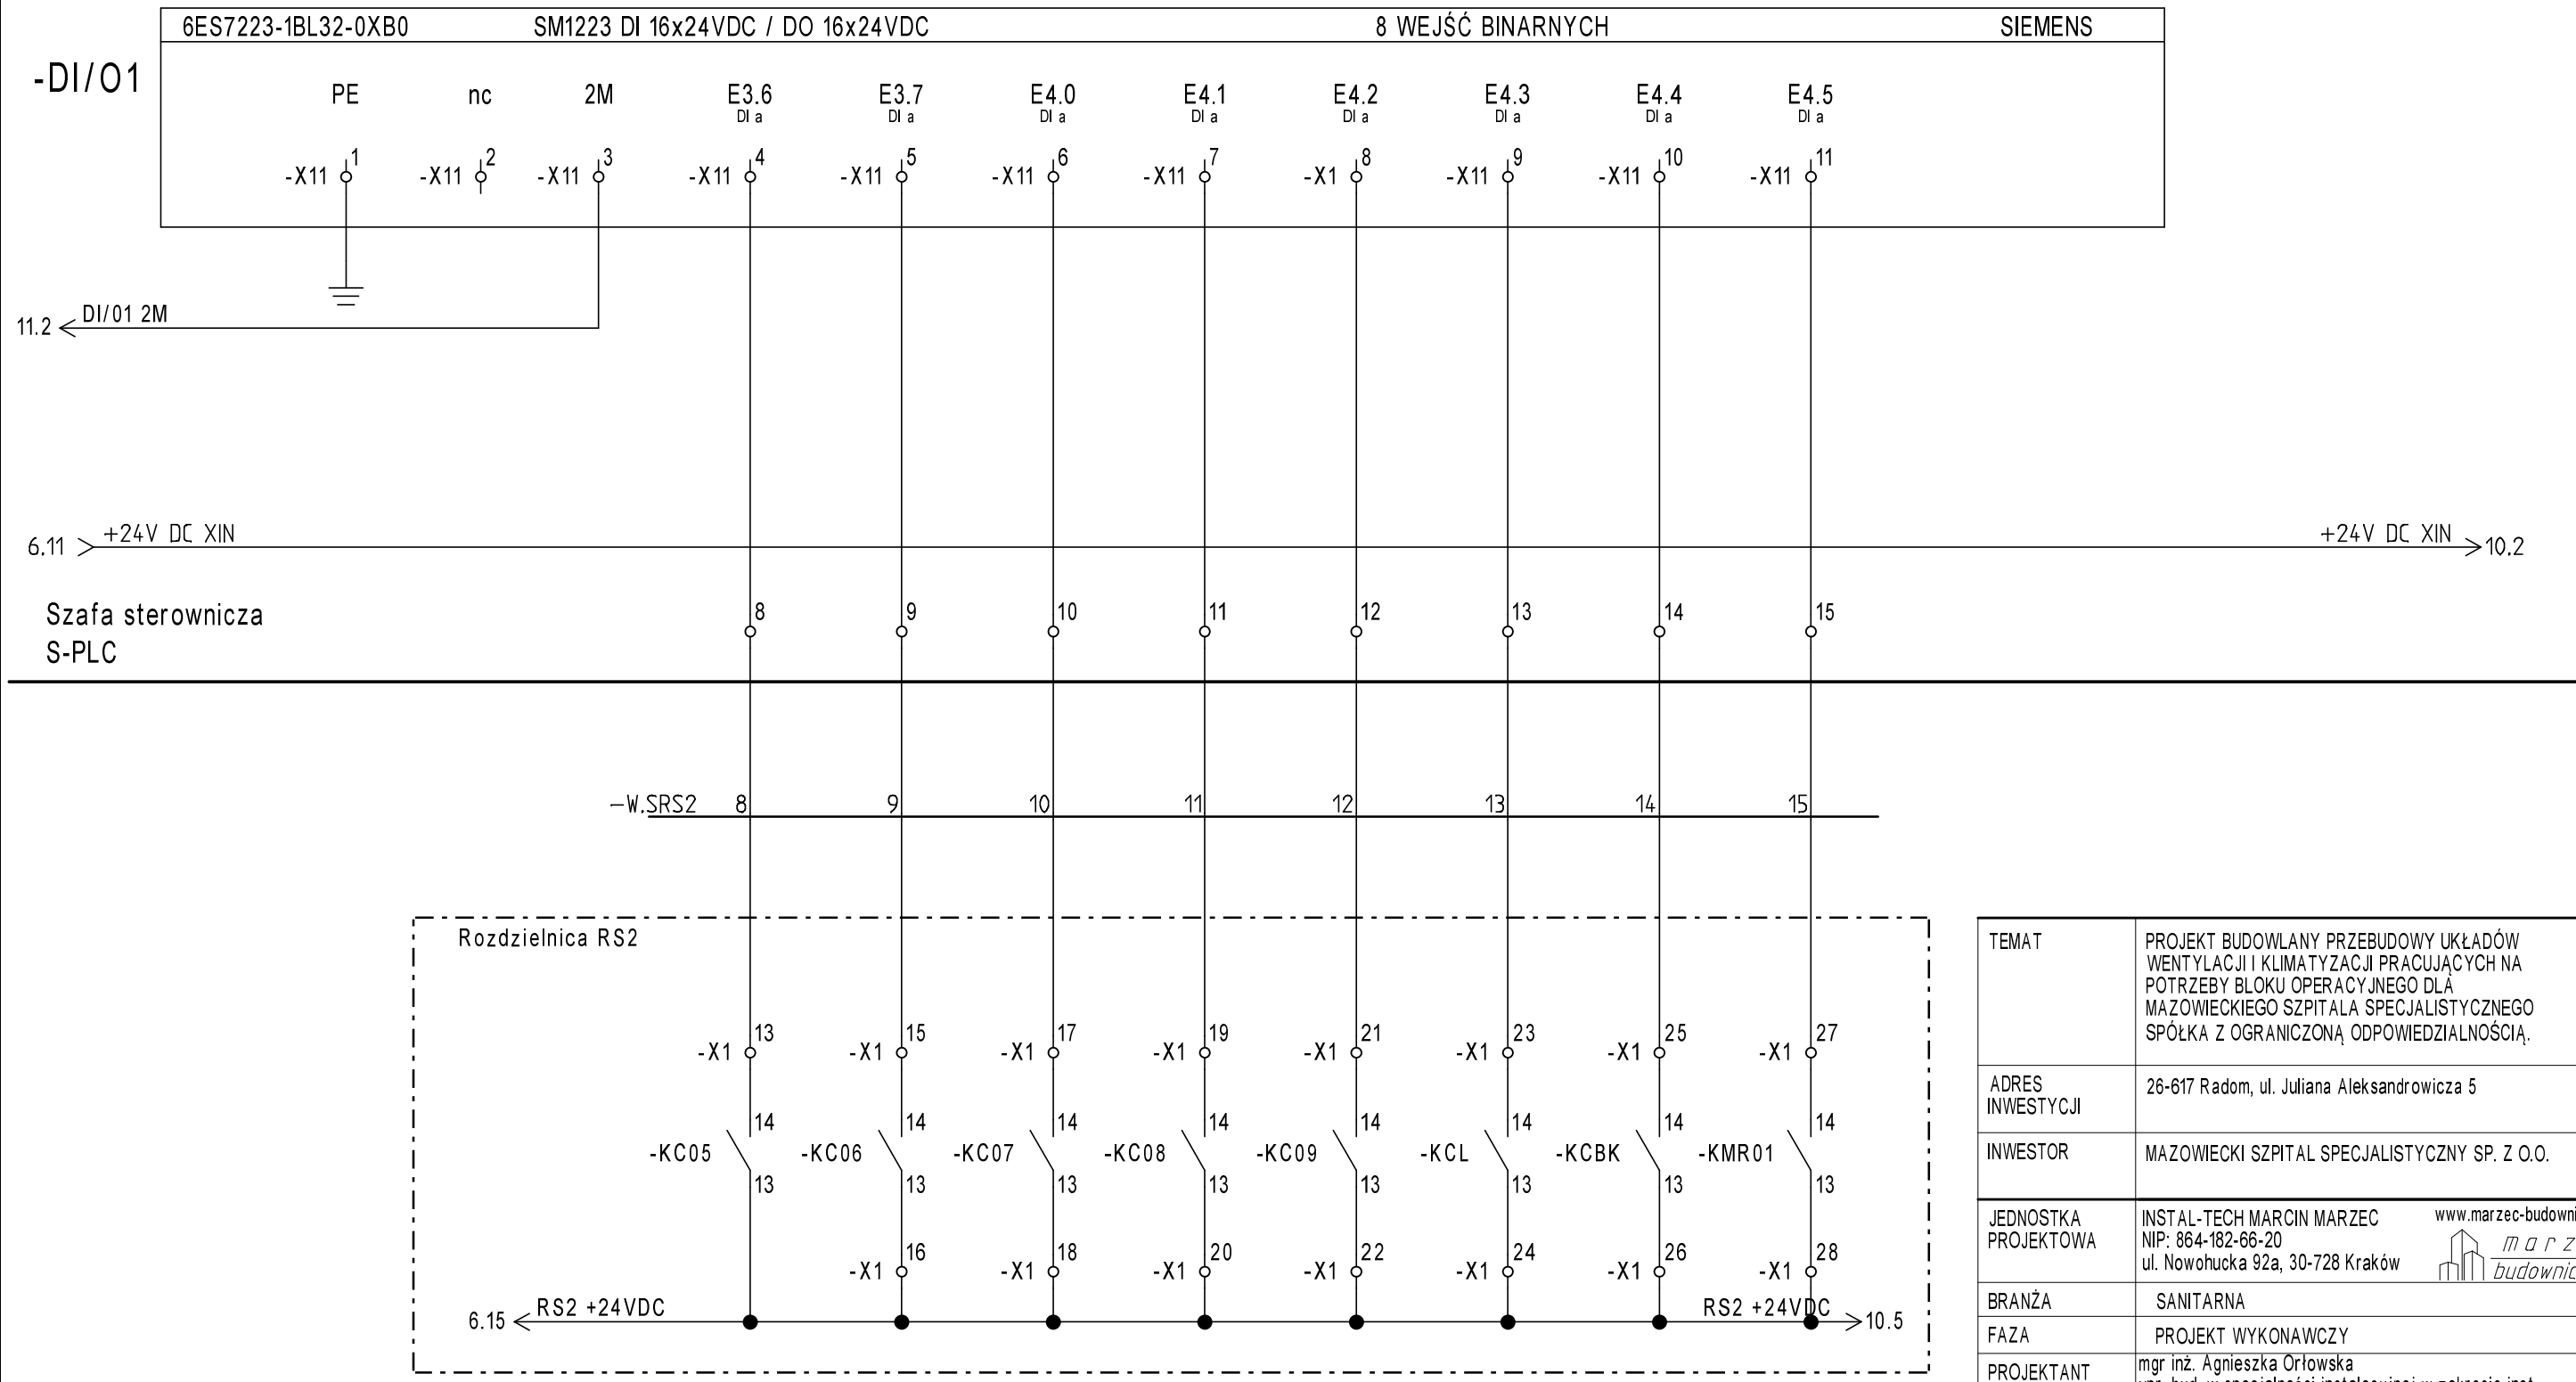 6ES7223-1BL32-0XB0 SM1223 DI 16x24VDC / DO 16x24VDC 8 WEJŚĆ BINARNYCH SIEMENS
-DI/O1
PE nc 2M E3.6 E3.7 E4.0 E4.1 E4.2 E4.3 E4.4 E4.5
DI a DI a DI a DI a DI a DI a DI a DI a
1 2 3 4 5 6 7 8 9 10 11
-X11 -X11 -X11 -X11 -X11 -X11 -X11 -X1 -X11 -X11 -X11
11.2 DI/01 2M
6.11 +24V DC XIN +24V DC XIN 10.2
Szafa sterownicza
S-PLC
8 9 10 11 12 13 14 15
-W.SRS2 8 9 10 11 12 13 14 15
Rozdzielnica RS2
13 15 17 19 21 23 25 27
-X1 -X1 -X1 -X1 -X1 -X1 -X1 -X1
14 14 14 14 14 14 14 14
-KC05 -KC06 -KC07 -KC08 -KC09 -KCL -KCBK -KMR01
13 13 13 13 13 13 13 13
16 18 20 22 24 26 28
-X1 -X1 -X1 -X1 -X1 -X1 -X1
6.15 RS2 +24VDC RS2 +24VDC 10.5
TEMAT
PROJEKT BUDOWLANY PRZEBUDOWY UKŁADÓW
WENTYLACJI I KLIMATYZACJI PRACUJĄCYCH NA
POTRZEBY BLOKU OPERACYJNEGO DLA
MAZOWIECKIEGO SZPITALA SPECJALISTYCZNEGO
SPÓŁKA Z OGRANICZONĄ ODPOWIEDZIALNOŚCIĄ.
ADRES
INWESTYCJI
26-617 Radom, ul. Juliana Aleksandrowicza 5
INWESTOR
MAZOWIECKI SZPITAL SPECJALISTYCZNY SP. Z O.O.
JEDNOSTKA
PROJEKTOWA
INSTAL-TECH MARCIN MARZEC
NIP: 864-182-66-20
ul. Nowohucka 92a, 30-728 Kraków
www.marzec-budowni
marz
budownic
BRANŻA SANITARNA
FAZA PROJEKT WYKONAWCZY
PROJEKTANT mgr inż. Agnieszka Orłowska